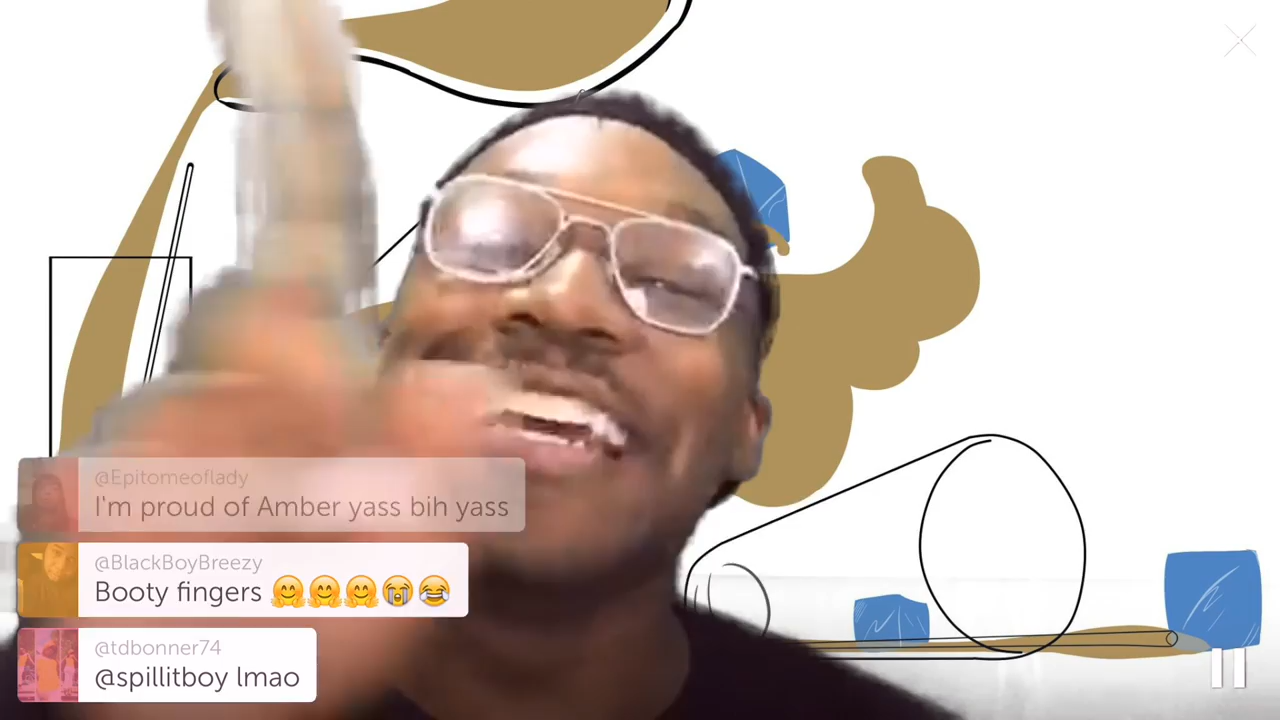 @Epitomeoflady
I'm proud of Amber yass bih yass
@BlackBoyBreezy
Booty fingers 🤗🤗🤗😭😂
@tdbonner74
@spillitboy lmao